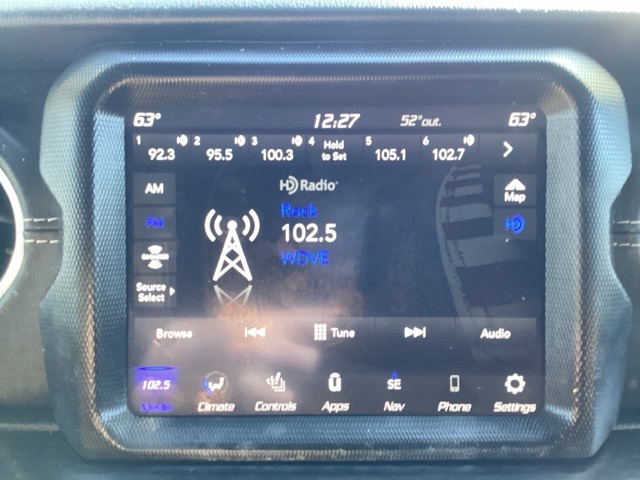 63° 12:27 52°out. 63°
1 92.3 2 95.5 3 100.3 4 Hold to Set 5 105.1 6 102.7
AM
HD Radio
Map
FM
Rock
HD
102.5
WDVE
Source
Select
Browse Tune Audio
102.5 SE
Media Climate Controls Apps Nav Phone Settings